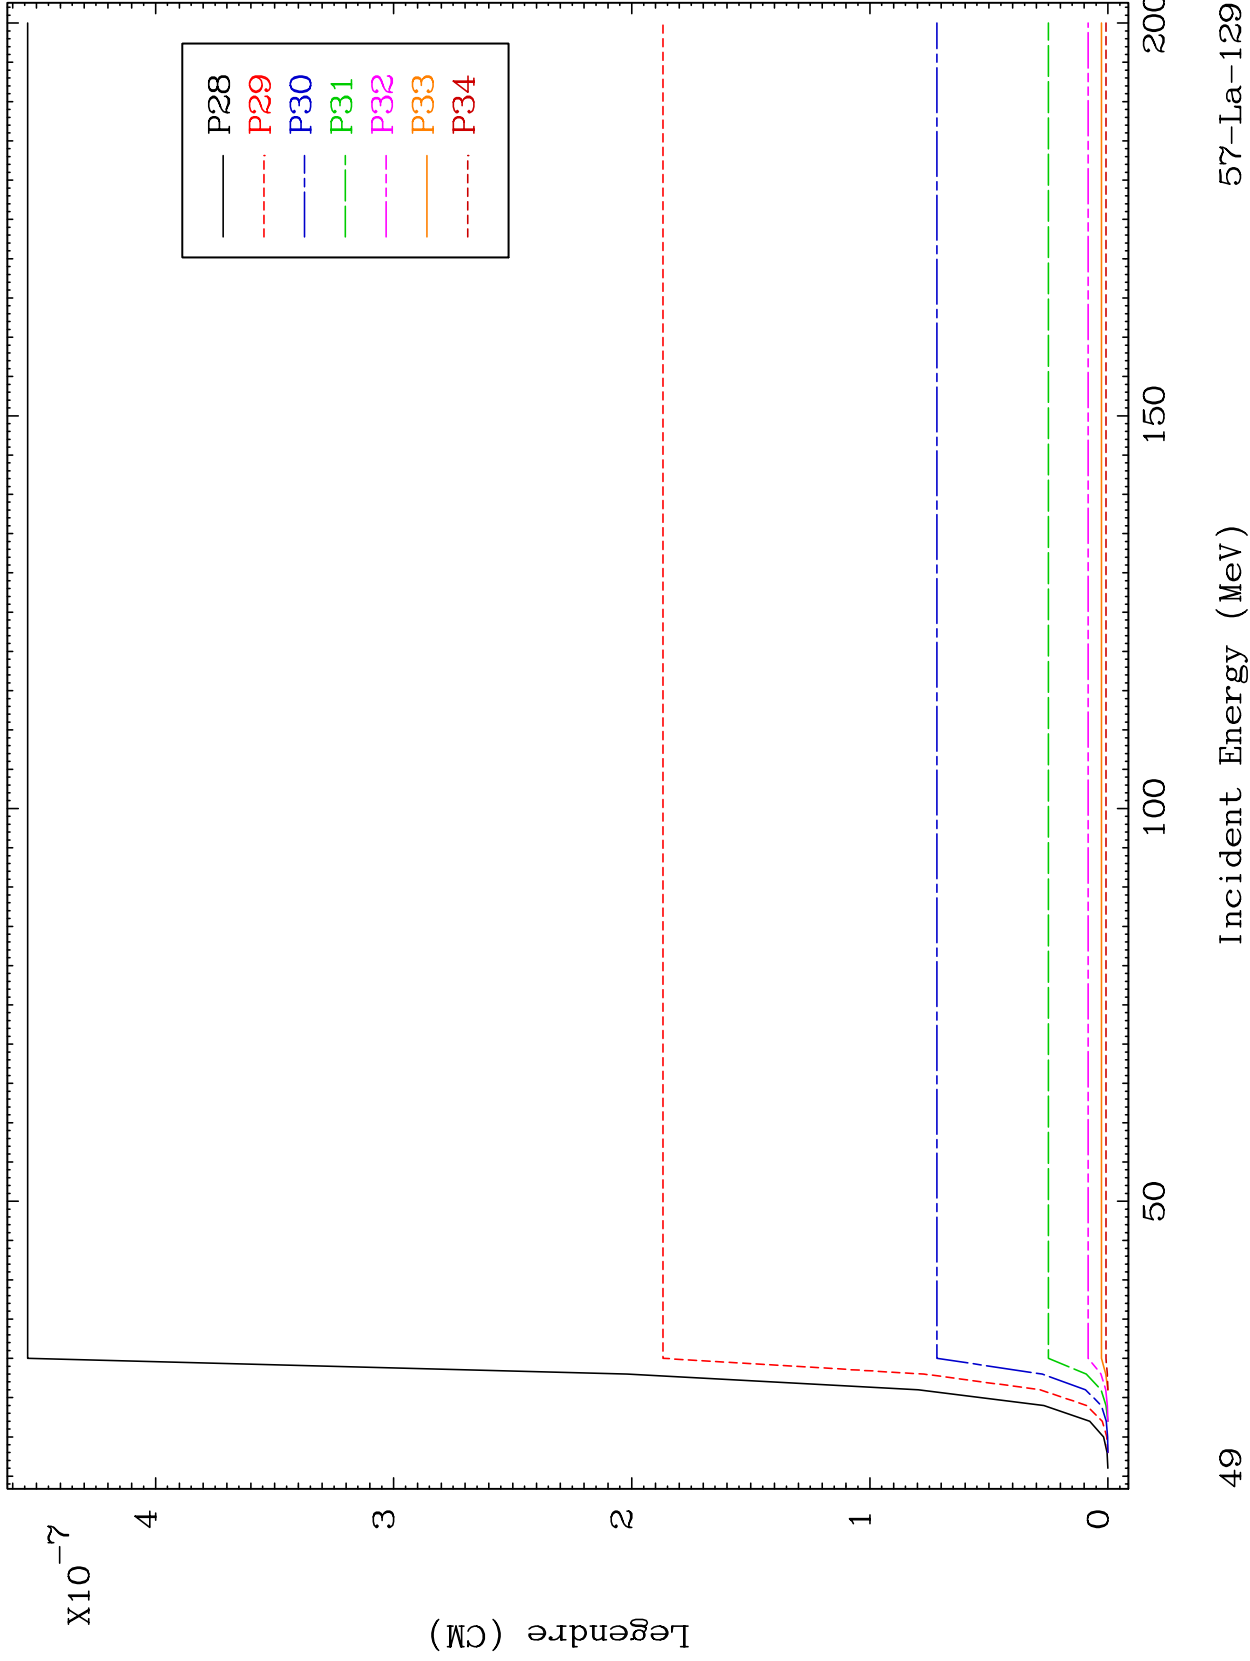 X10-7
Legendre (CM)
4
3
2
1
0
50
100
150
200
Incident Energy (MeV)
P28
P29
P30
P31
P32
P33
P34
49
57-La-129